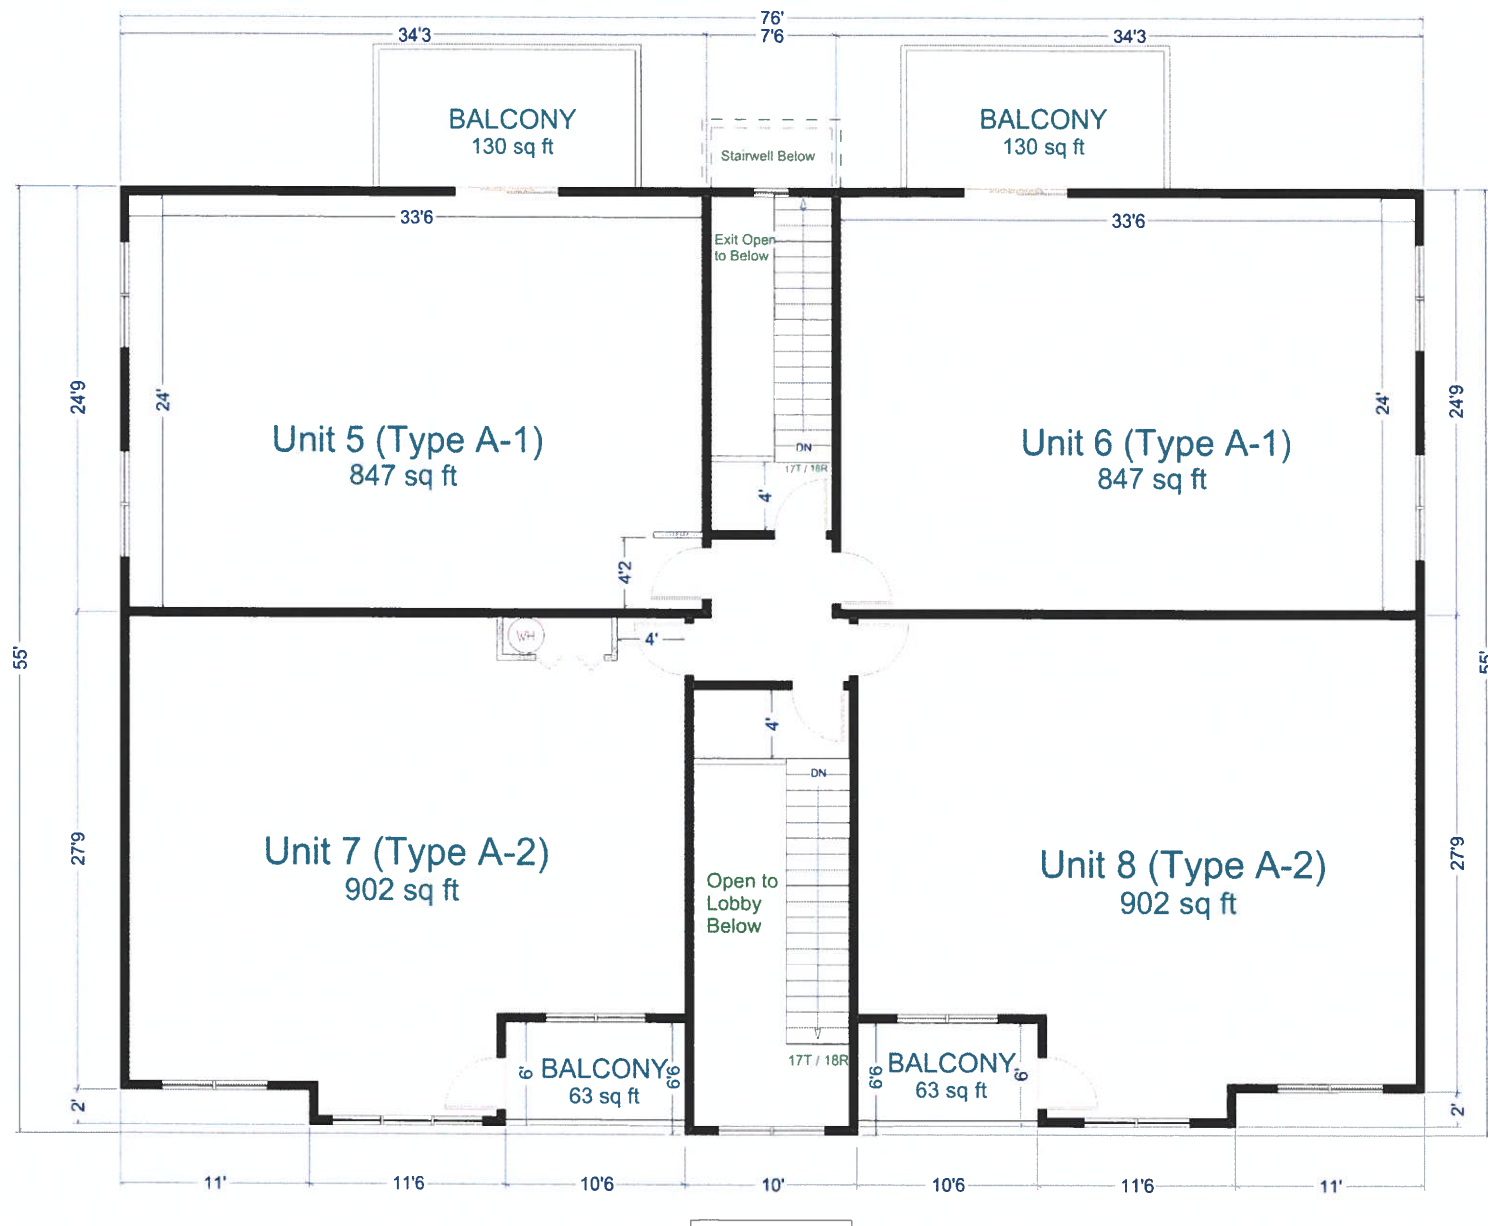 76'
34'3
7'6
34'3
BALCONY
130 sq ft
BALCONY
130 sq ft
Stairwell Below
33'6
33'6
Exit Open
to Below
24'9
24'
24'
24'9
Unit 5 (Type A-1)
847 sq ft
DN
17T / 18R
Unit 6 (Type A-1)
847 sq ft
4'
4'2
WH
4'
55'
55'
4'
DN
27'9
Unit 7 (Type A-2)
902 sq ft
Open to
Lobby
Below
Unit 8 (Type A-2)
902 sq ft
27'9
6'
BALCONY
63 sq ft
6'6
17T / 18R
6'6
BALCONY
63 sq ft
6'
2'
2'
11'
11'6
10'6
10'
10'6
11'6
11'